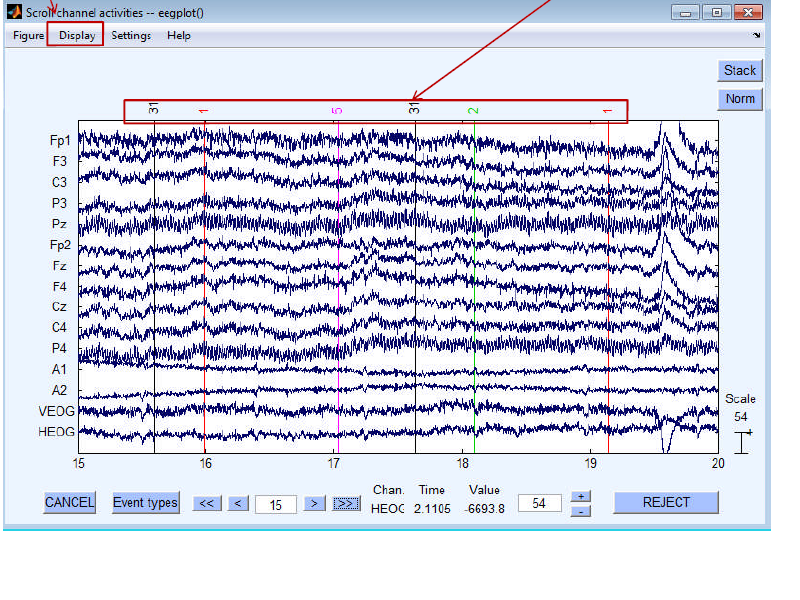 Scroll channel activities -- eegplot()
Figure Display Settings Help
Stack
Norm
31 1 5 31 2 1
Fp1
F3
C3
P3
Pz
Fp2
Fz
F4
Cz
C4
P4
A1
A2
VEOG
HEOG
Scale
54
+
15 16 17 18 19 20
Chan. Time Value
CANCEL Event types << < 15 > >> HEOG 2.1105 -6693.8 54 + - REJECT